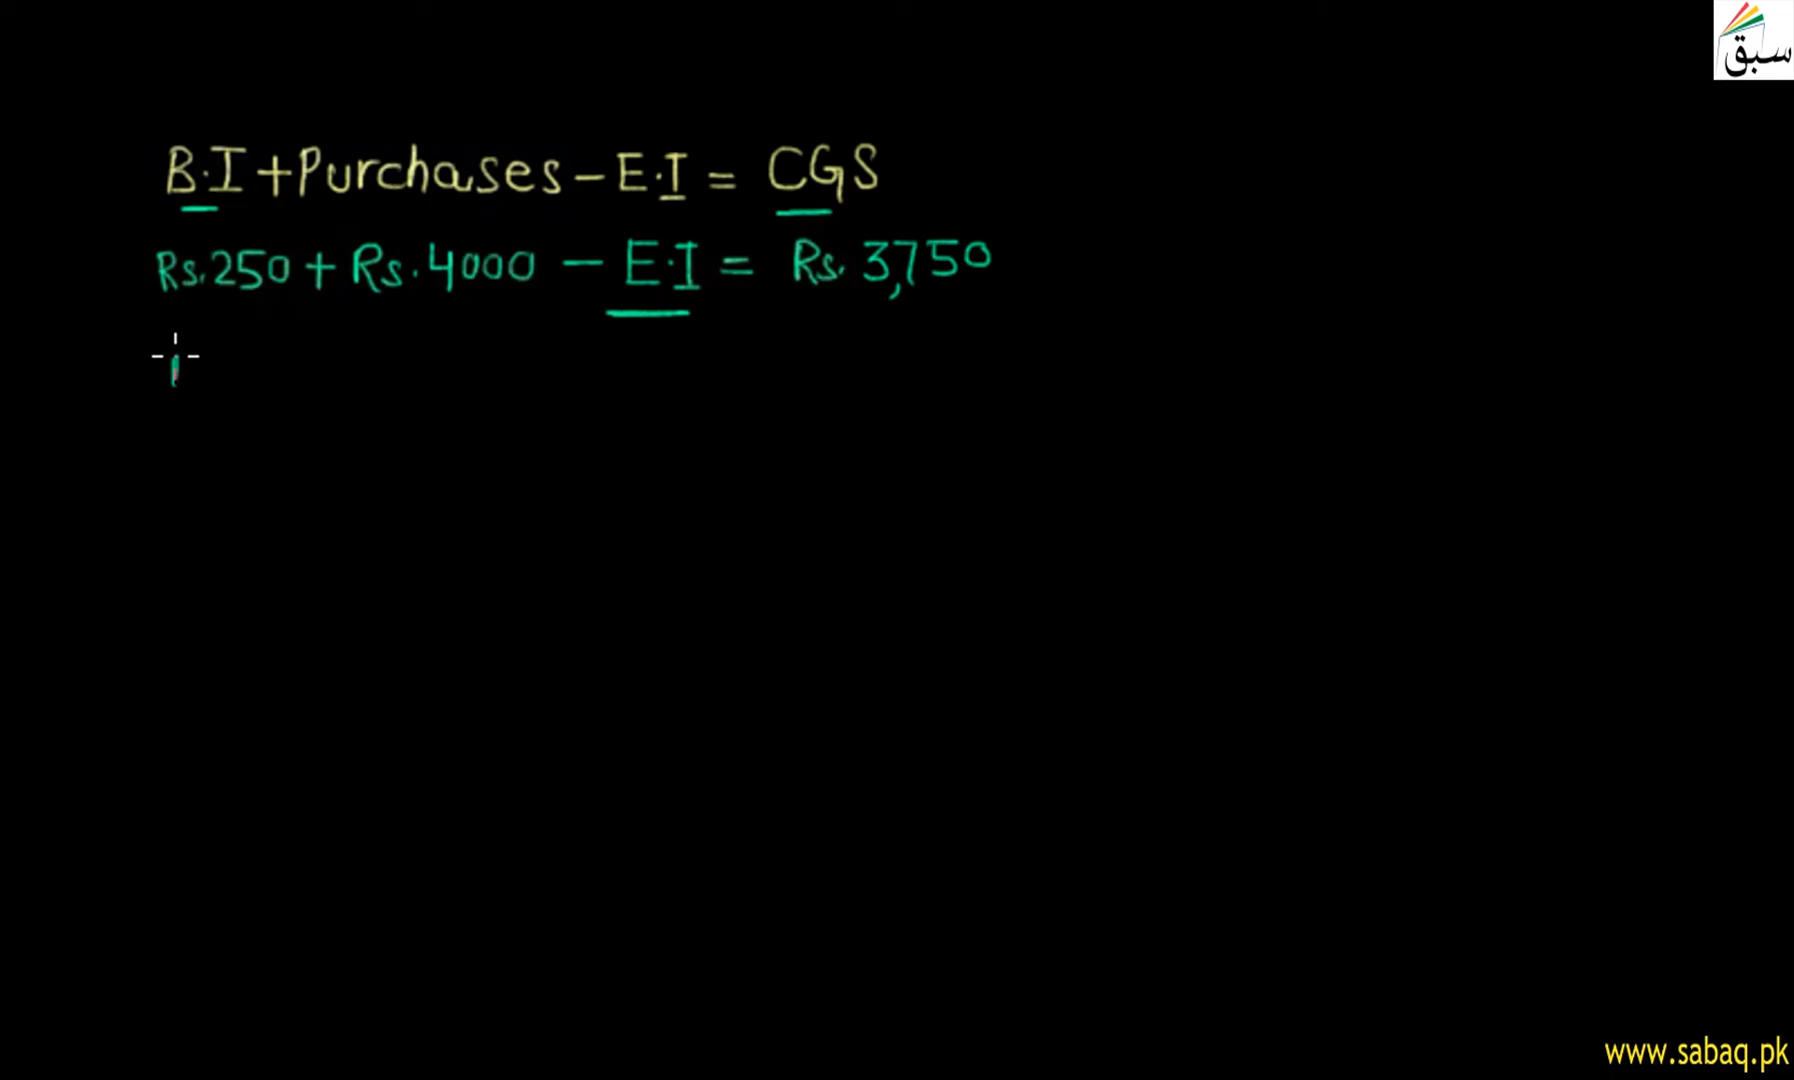 سبق
B.I + Purchases - E.I = CGS
Rs.250 + Rs.4000 - E.I = Rs. 3,750
www.sabaq.pk